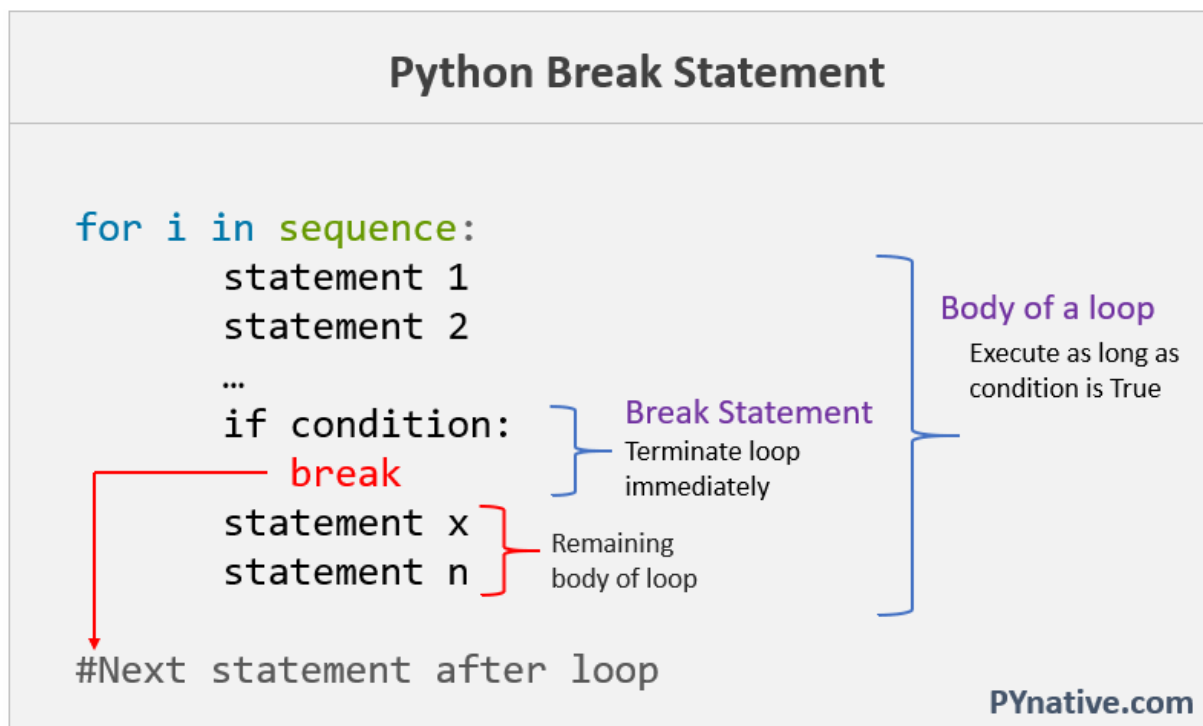 Python Break Statement
for i in sequence:
statement 1
statement 2
…
if condition:
break
statement x
statement n
#Next statement after loop
Break Statement
Terminate loop
immediately
Remaining
body of loop
Body of a loop
Execute as long as
condition is True
PYnative.com